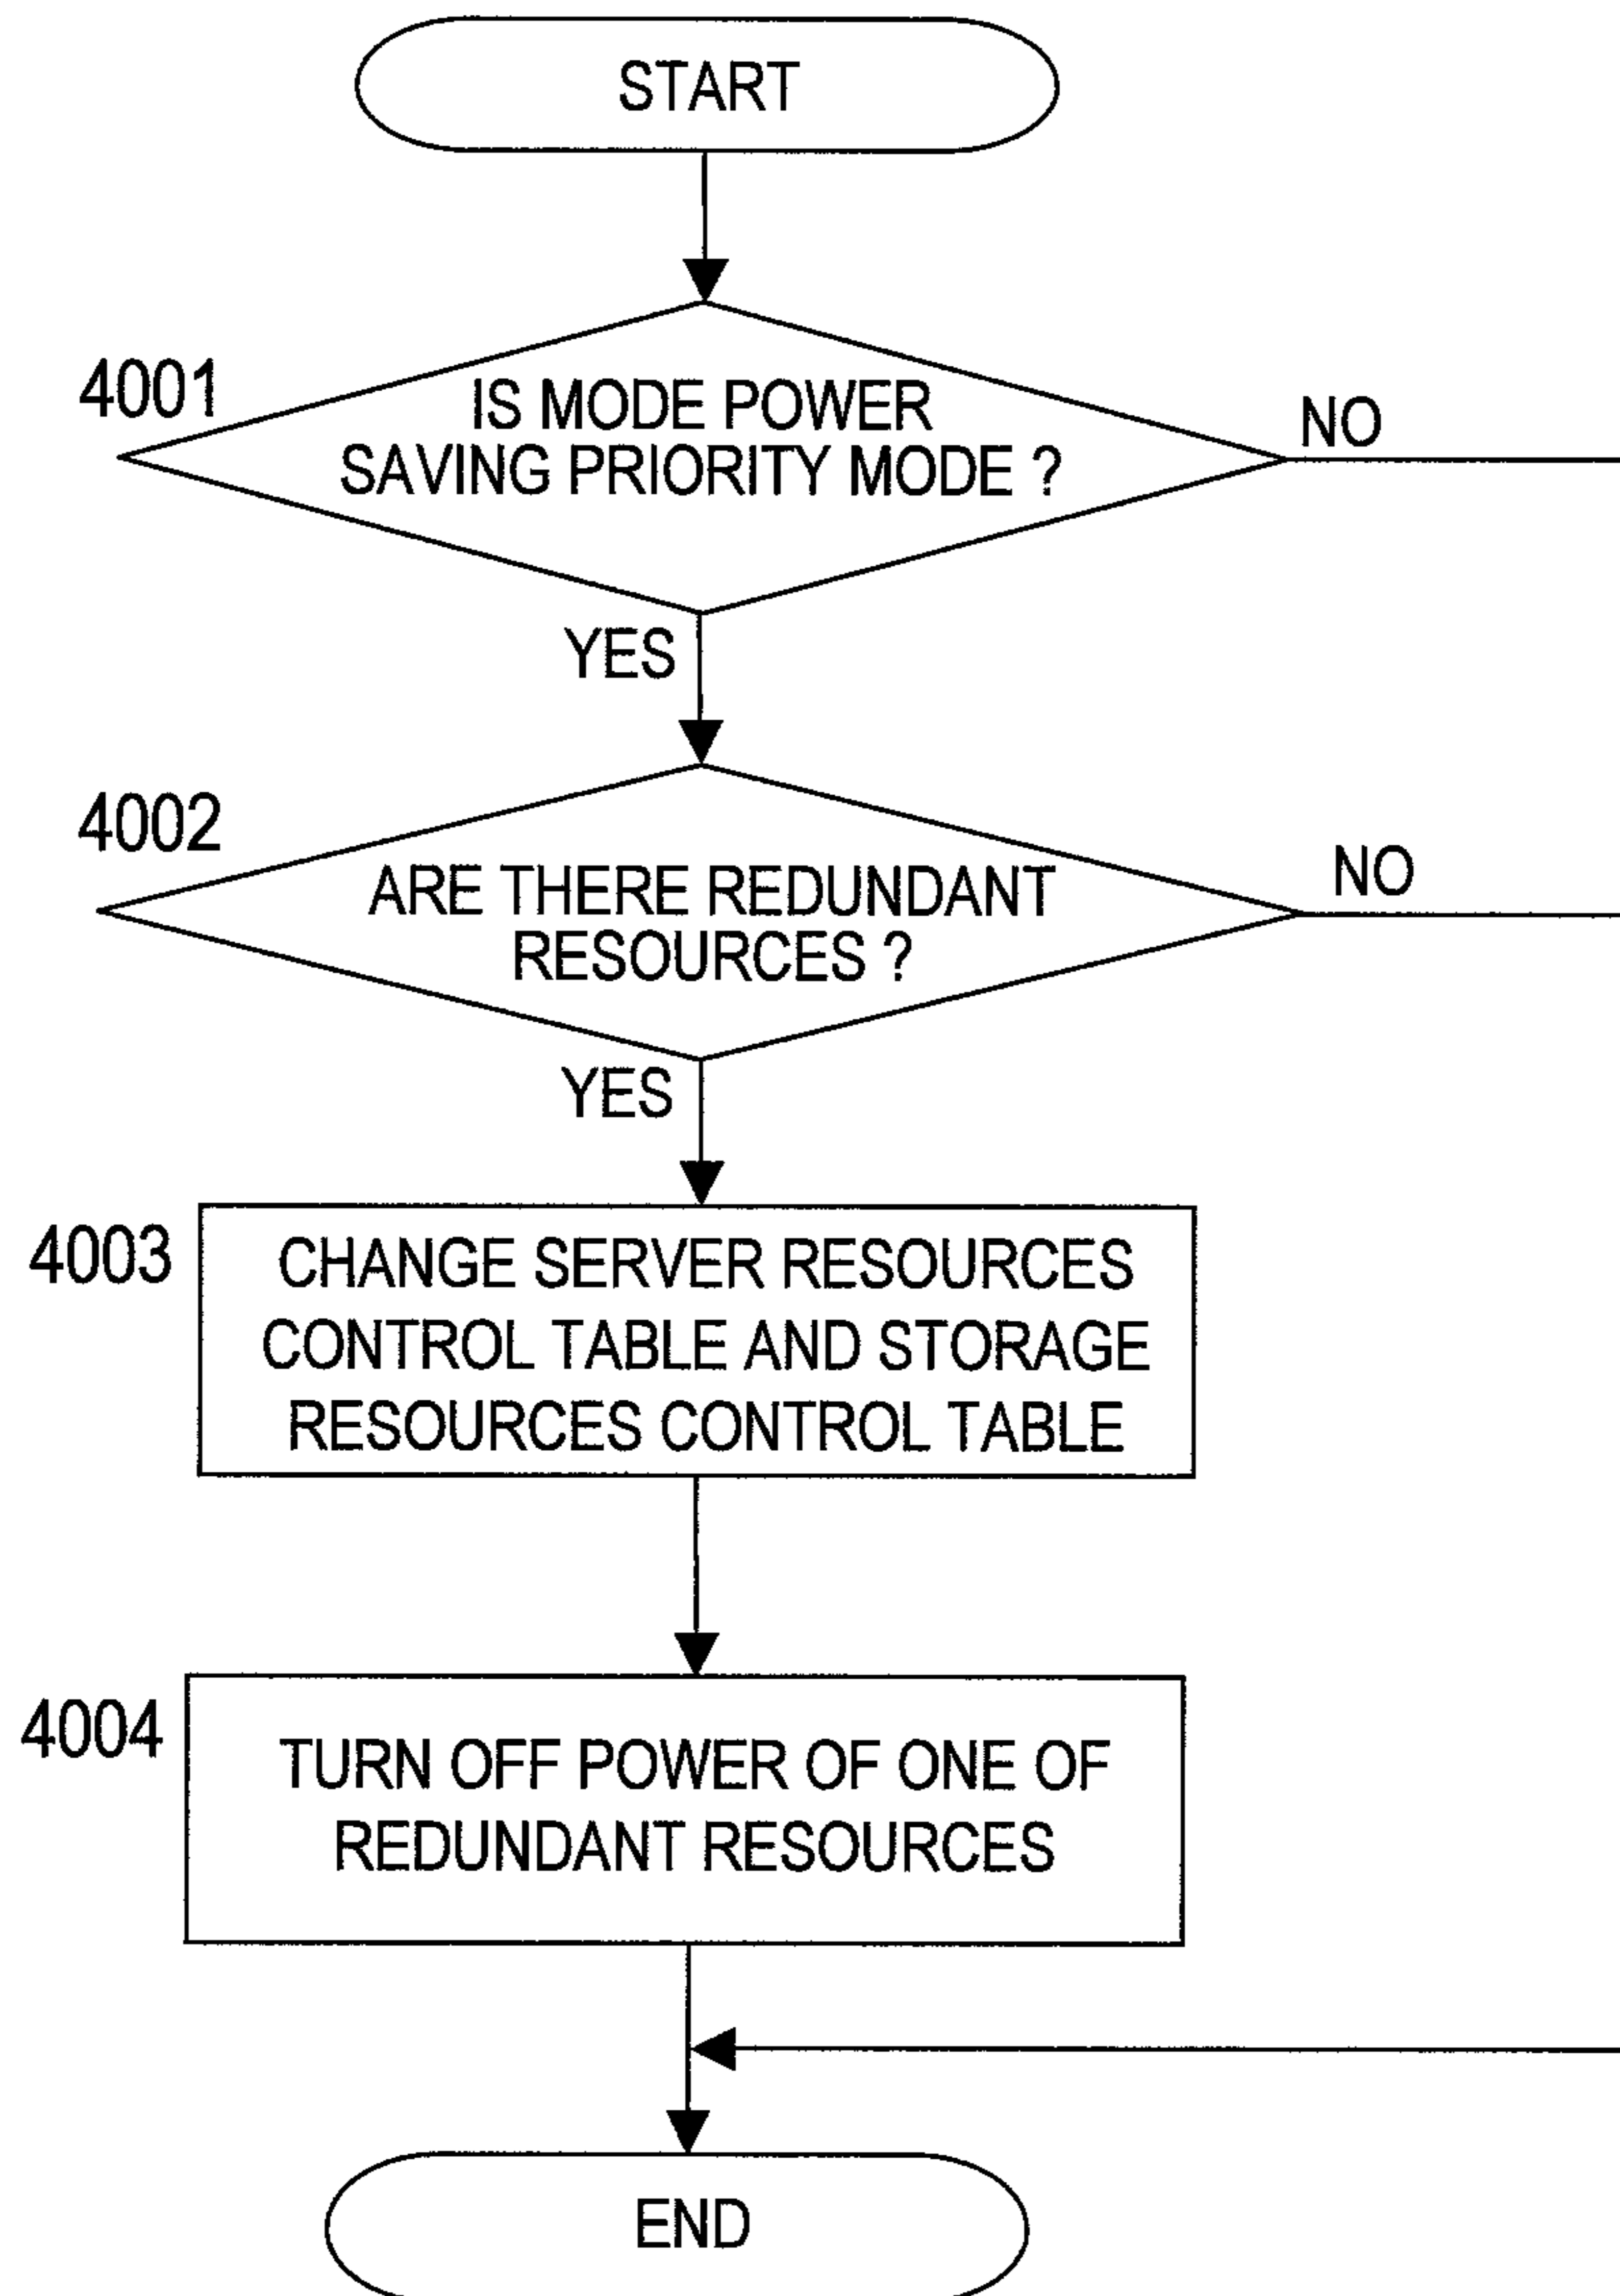 START
4001
IS MODE POWER
SAVING PRIORITY MODE ?
NO
YES
4002
ARE THERE REDUNDANT
RESOURCES ?
NO
YES
4003
CHANGE SERVER RESOURCES
CONTROL TABLE AND STORAGE
RESOURCES CONTROL TABLE
4004
TURN OFF POWER OF ONE OF
REDUNDANT RESOURCES
END